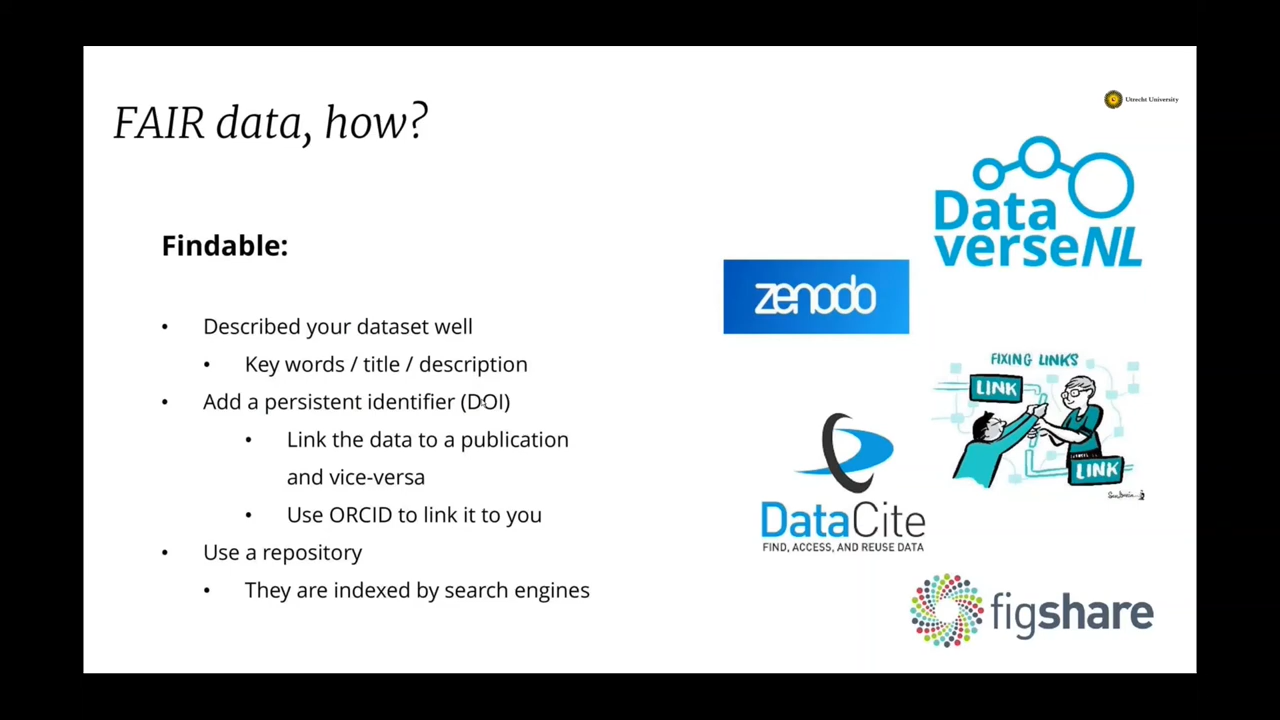 FAIR data, how?
Utrecht University
Data
verseNL
Findable:
zenodo
Described your dataset well
Key words / title / description
Add a persistent identifier (DOI)
Link the data to a publication
and vice-versa
Use ORCID to link it to you
Use a repository
They are indexed by search engines
FIXING LINKS
LINK
LINK
DataCite
FIND, ACCESS, AND REUSE DATA
figshare